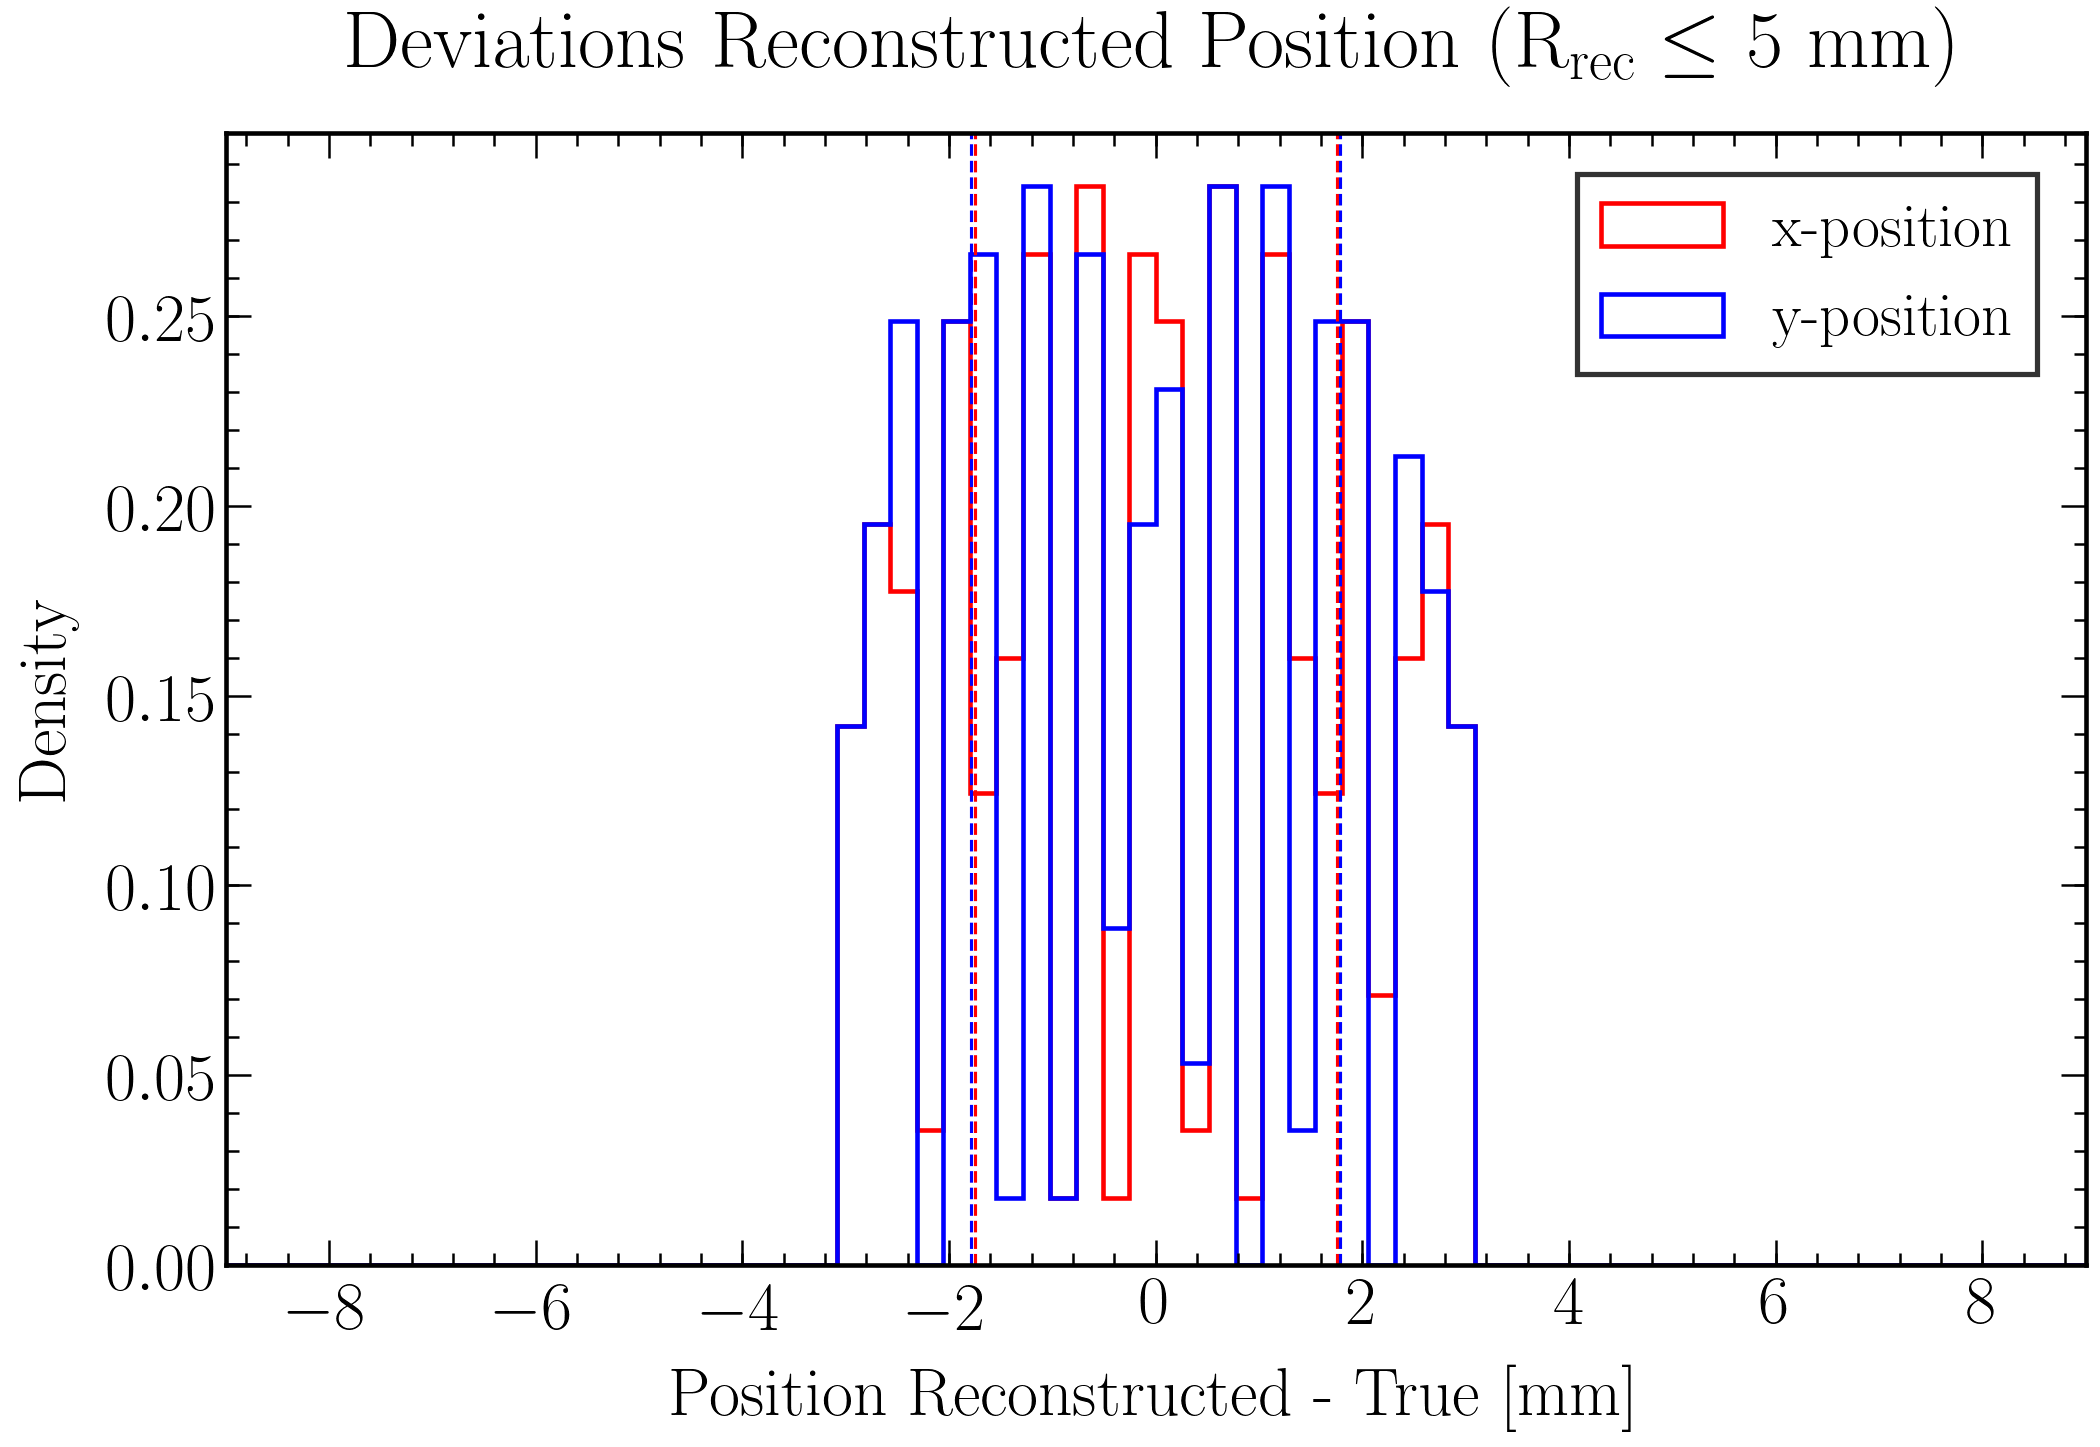 Deviations Reconstructed Position (R_rec ≤ 5 mm)
x-position
y-position
0.25
0.20
0.15
0.10
0.05
0.00
Density
−8 −6 −4 −2 0 2 4 6 8
Position Reconstructed - True [mm]